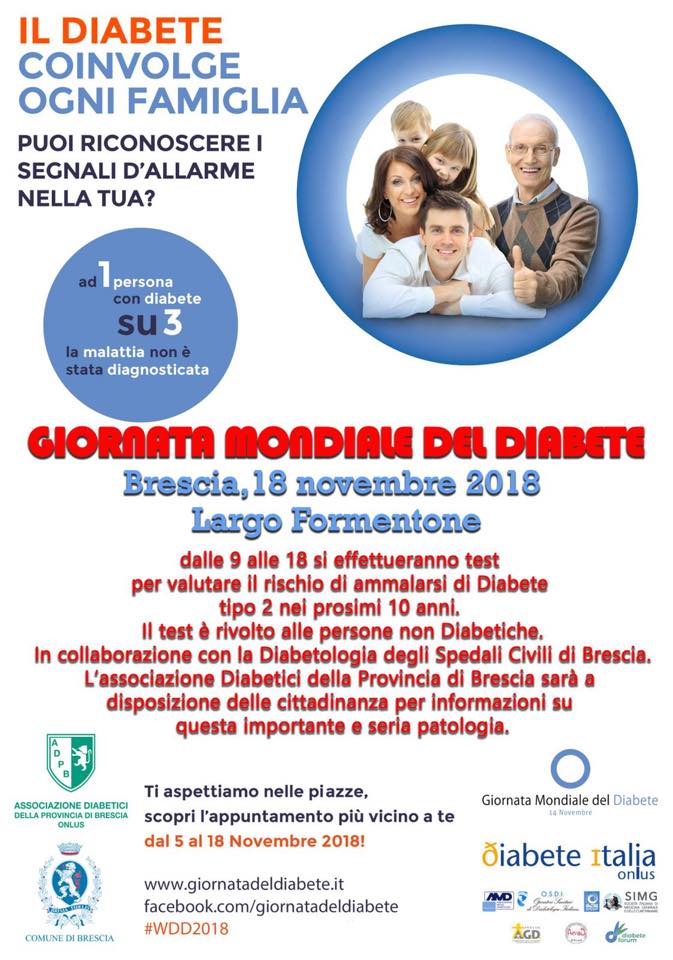 IL DIABETE
COINVOLGE
OGNI FAMIGLIA
PUOI RICONOSCERE I
SEGNALI D'ALLARME
NELLA TUA?
ad 1 persona
con diabete
su 3
la malattia non è
stata diagnosticata
GIORNATA MONDIALE DEL DIABETE
Brescia,18 novembre 2018
Largo Formentone
dalle 9 alle 18 si effettueranno test
per valutare il rischio di ammalarsi di Diabete
tipo 2 nei prosimi 10 anni.
Il test è rivolto alle persone non Diabetiche.
In collaborazione con la Diabetologia degli Spedali Civili di Brescia.
L'associazione Diabetici della Provincia di Brescia sarà a
disposizione delle cittadinanza per informazioni su
questa importante e seria patologia.
ADPB
ASSOCIAZIONE DIABETICI
DELLA PROVINCIA DI BRESCIA
ONLUS
COMUNE DI BRESCIA
Ti aspettiamo nelle piazze,
scopri l'appuntamento più vicino a te
dal 5 al 18 Novembre 2018!
www.giornatadeldiabete.it
facebook.com/giornatadeldiabete
#WDD2018
Giornata Mondiale del Diabete
14 Novembre
ðiabete ıtalia
onlus
AMD
O.S.D.I.
SIMG
AGD
diabete
forum